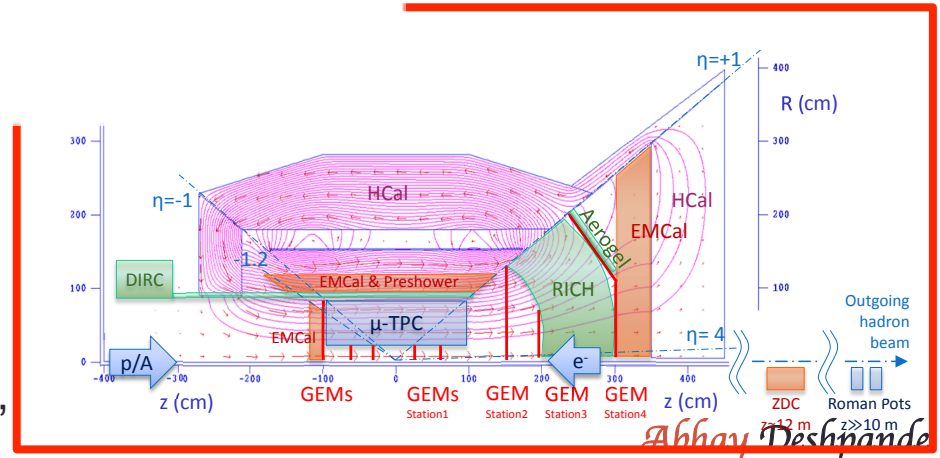 η=+1
400
R (cm)
300
300
HCal
HCal
η=-1
200
200
Aerogel
EMCal
-1.2
DIRC
EMCal & Preshower
RICH
100
100
Outgoing
hadron
beam
μ-TPC
EMCal
η= 4
p/A
e⁻
0
-400
-300
-200
-100
0
100
200
300
400
z (cm)
GEMs
GEMs
Station1
GEM
Station2
GEM
Station3
GEM
Station4
z (cm)
ZDC
z≈12 m
Roman Pots
z≫10 m
,
Abhay Deshpande